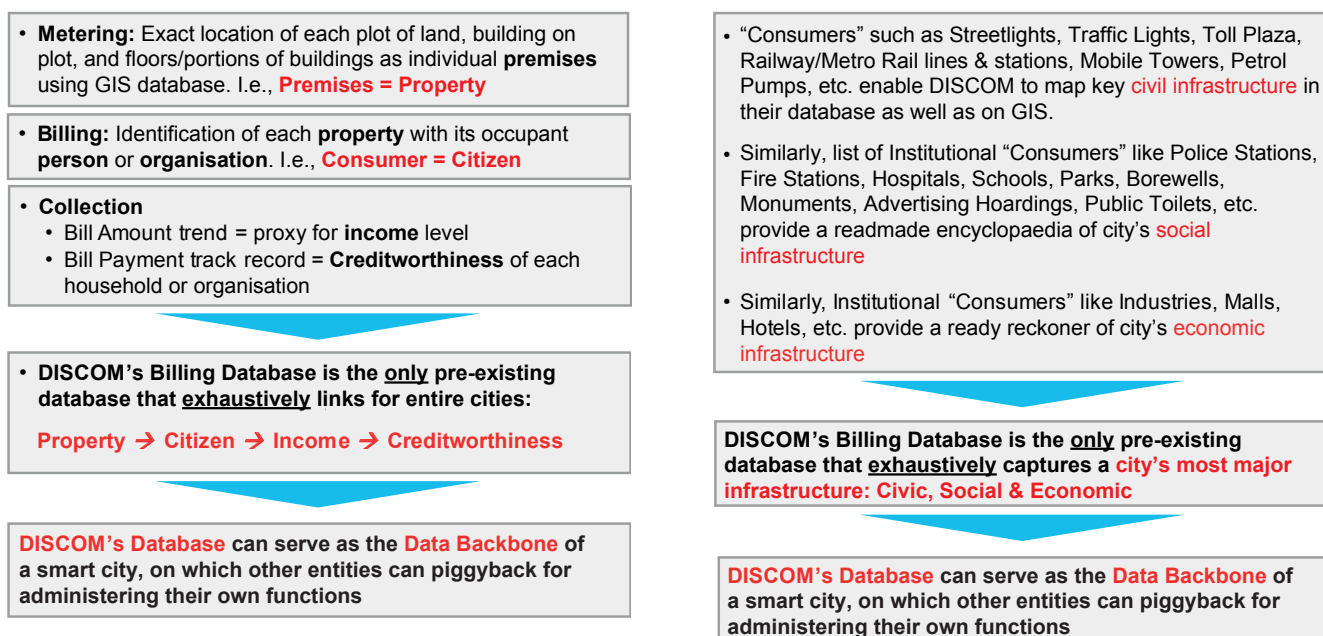 • Metering: Exact location of each plot of land, building on
plot, and floors/portions of buildings as individual premises
using GIS database. I.e., Premises = Property
• Billing: Identification of each property with its occupant
person or organisation. I.e., Consumer = Citizen
• Collection
• Bill Amount trend = proxy for income level
• Bill Payment track record = Creditworthiness of each
household or organisation
• DISCOM’s Billing Database is the only pre-existing
database that exhaustively links for entire cities:
Property → Citizen → Income → Creditworthiness
DISCOM’s Database can serve as the Data Backbone of
a smart city, on which other entities can piggyback for
administering their own functions
• “Consumers” such as Streetlights, Traffic Lights, Toll Plaza,
Railway/Metro Rail lines & stations, Mobile Towers, Petrol
Pumps, etc. enable DISCOM to map key civil infrastructure in
their database as well as on GIS.
• Similarly, list of Institutional “Consumers” like Police Stations,
Fire Stations, Hospitals, Schools, Parks, Borewells,
Monuments, Advertising Hoardings, Public Toilets, etc.
provide a readmade encyclopaedia of city’s social
infrastructure
• Similarly, Institutional “Consumers” like Industries, Malls,
Hotels, etc. provide a ready reckoner of city’s economic
infrastructure
DISCOM’s Billing Database is the only pre-existing
database that exhaustively captures a city’s most major
infrastructure: Civic, Social & Economic
DISCOM’s Database can serve as the Data Backbone of
a smart city, on which other entities can piggyback for
administering their own functions